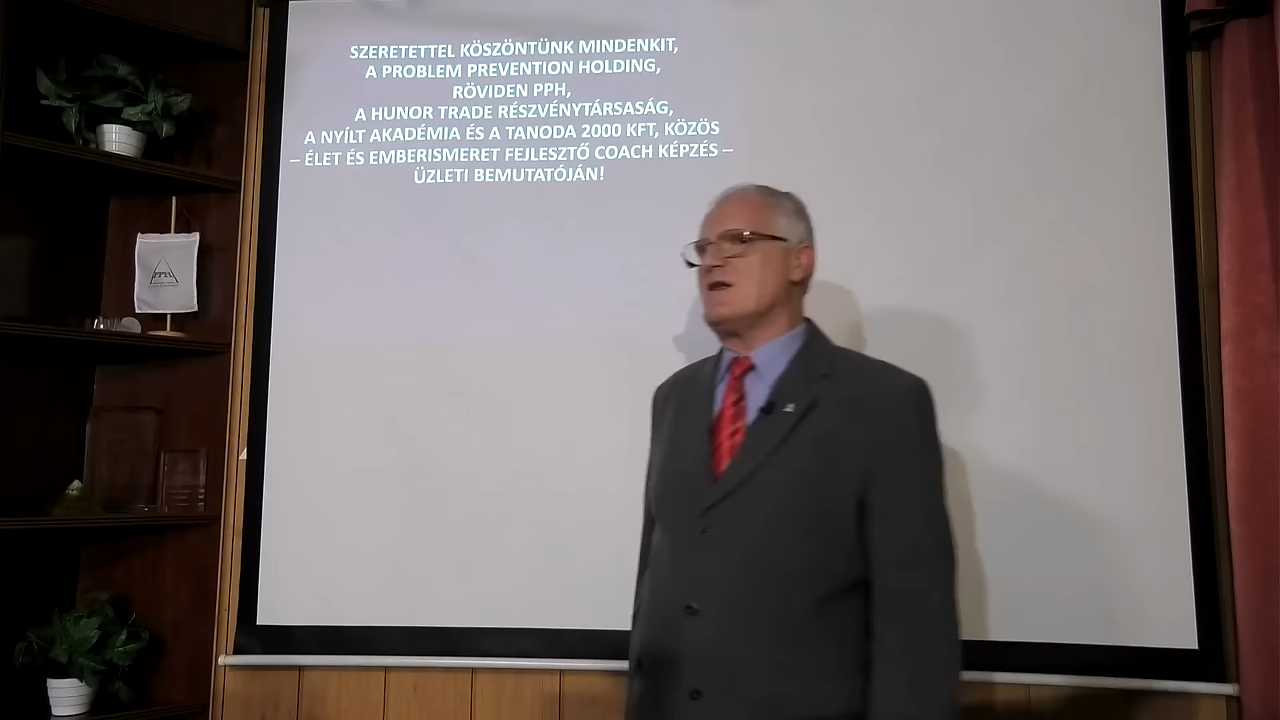 SZERETETTEL KÖSZÖNTÜNK MINDENKIT,
A PROBLEM PREVENTION HOLDING,
RÖVIDEN PPH,
A HUNOR TRADE RÉSZVÉNYTÁRSASÁG,
A NYÍLT AKADÉMIA ÉS A TANODA 2000 KFT, KÖZÖS
– ÉLET ÉS EMBERISMERET FEJLESZTŐ COACH KÉPZÉS –
ÜZLETI BEMUTATÓJÁN!